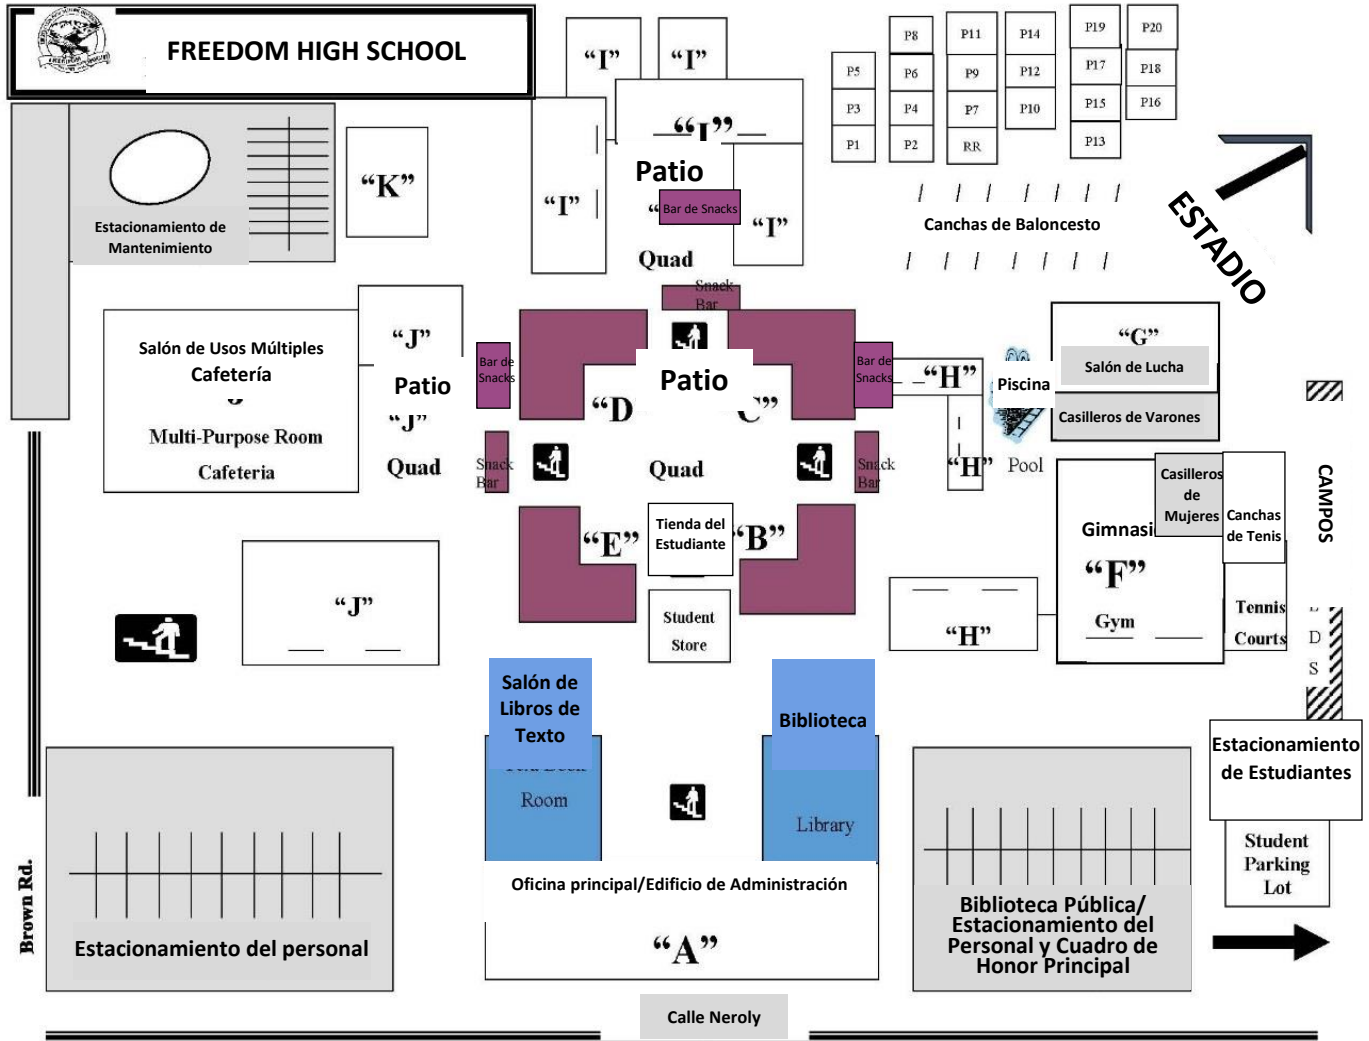 FREEDOM HIGH SCHOOL
“I”
“I”
“I”
Patio
Bar de Snacks
“I”
“I”
Quad
P5
P3
P1
P8
P6
P4
P2
P11
P9
P7
RR
P14
P12
P10
P19
P17
P15
P13
P20
P18
P16
Canchas de Baloncesto
ESTADIO
Estacionamiento de
Mantenimiento
“K”
Salón de Usos Múltiples
Cafetería
Multi-Purpose Room
Cafeteria
“J”
Patio
“J”
Quad
Bar de
Snacks
Snack
Bar
Snack
Bar
Patio
“D
C”
Quad
“E”
Tienda del
Estudiante
“B”
Student
Store
Bar de
Snacks
Snack
Bar
“H”
“H”
Piscina
Pool
“G”
Salón de Lucha
Casilleros de Varones
Casilleros
de
Mujeres
Gimnasi
“F”
Gym
Canchas
de Tenis
Tennis
Courts
CAMPOS
D
S
“J”
“H”
Salón de
Libros de
Texto
Room
Biblioteca
Library
Estacionamiento
de Estudiantes
Student
Parking
Lot
Brown Rd.
Estacionamiento del personal
Oficina principal/Edificio de Administración
“A”
Biblioteca Pública/
Estacionamiento del
Personal y Cuadro de
Honor Principal
Calle Neroly